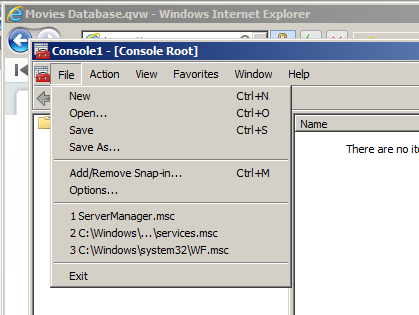 Movies Database.qvw - Windows Internet Explorer
Console1 - [Console Root]
File Action View Favorites Window Help
New Ctrl+N
Open... Ctrl+O
Save Ctrl+S
Save As...
Name
There are no
Add/Remove Snap-in... Ctrl+M
Options...
1 ServerManager.msc
2 C:\Windows\...\services.msc
3 C:\Windows\system32\WF.msc
Exit